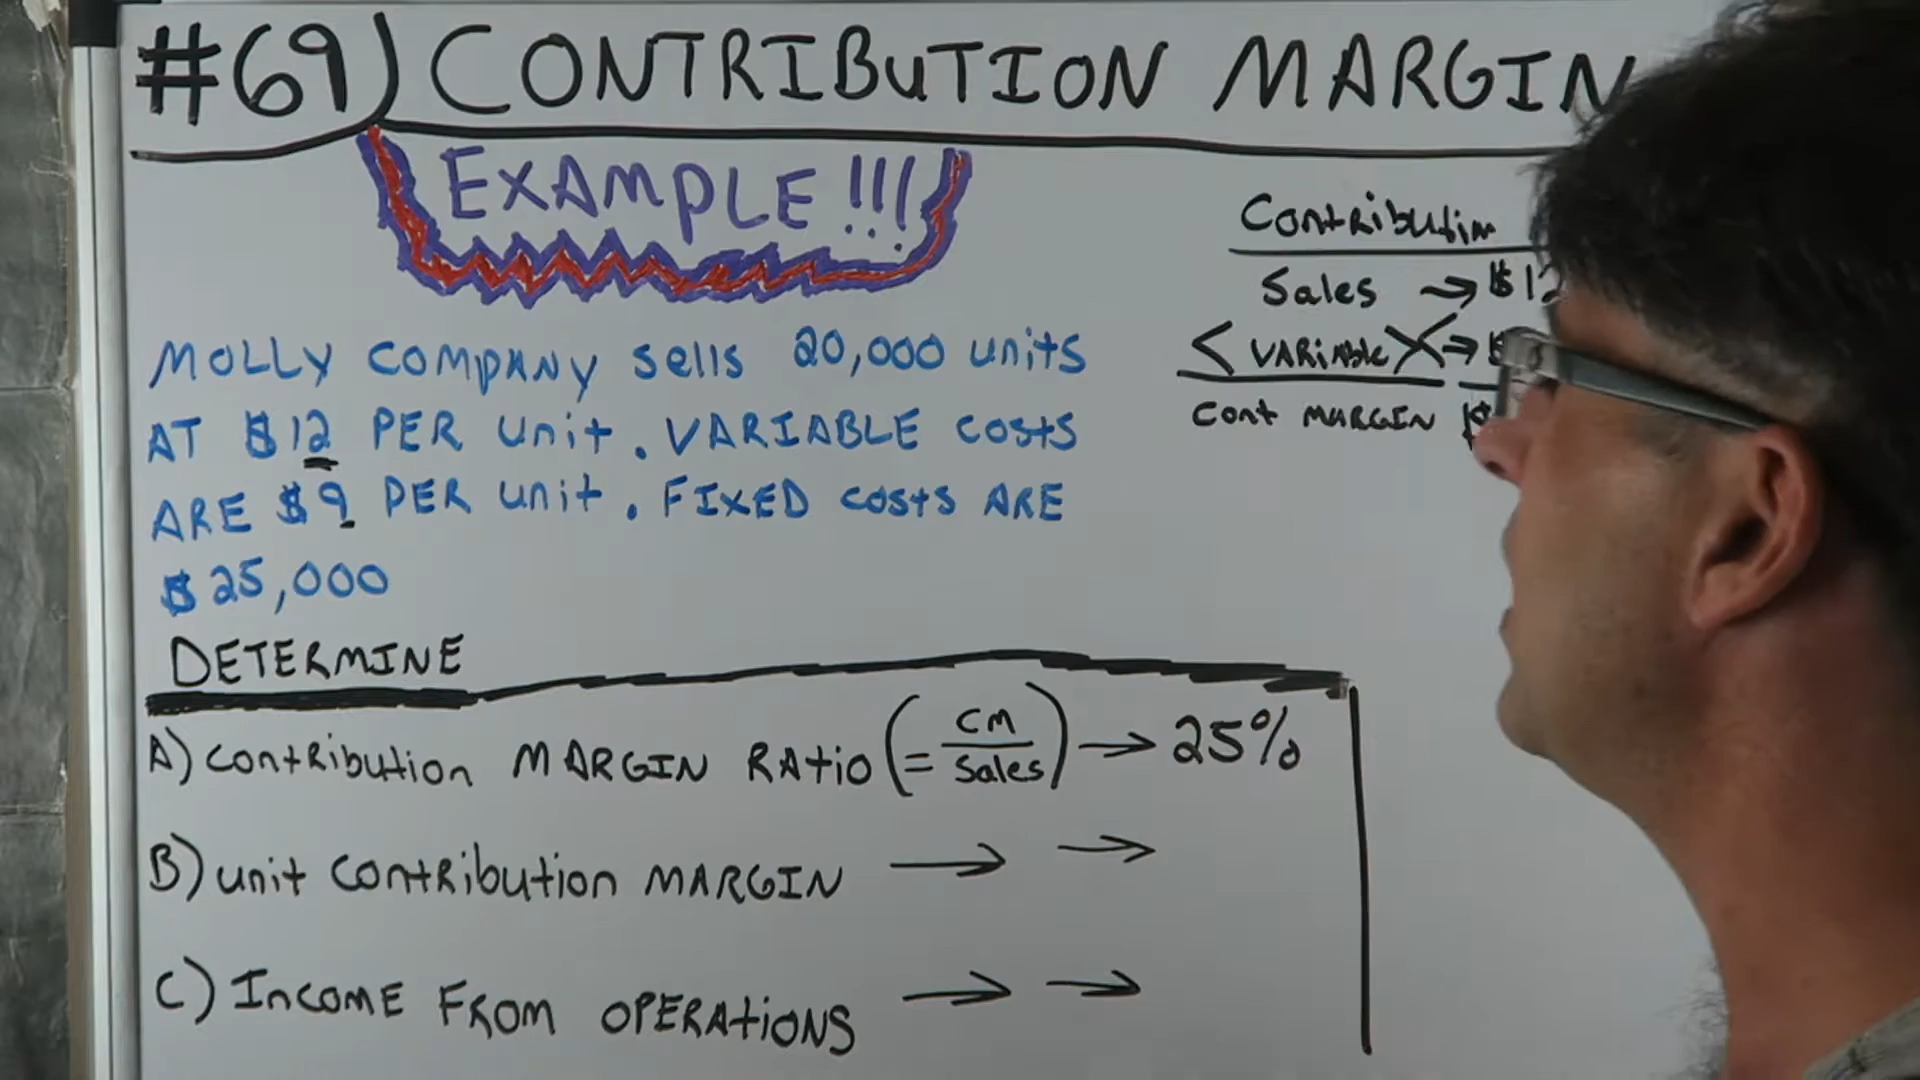 #69) CONTRIBUTION MARGIN
EXAMPLE!!!
MOLLY COMPANY sells 20,000 units
AT $12 PER unit. VARIABLE costs
ARE $9 PER unit. FIXED costs ARE
$25,000
Contribution
Sales → $12
< VARiable > → $
Cont MARGIN $
DETERMINE
A) contribution MARGIN RAtio (= CM / Sales) → 25%
B) unit contribution MARGIN → →
C) Income From OPERAtiONS → →